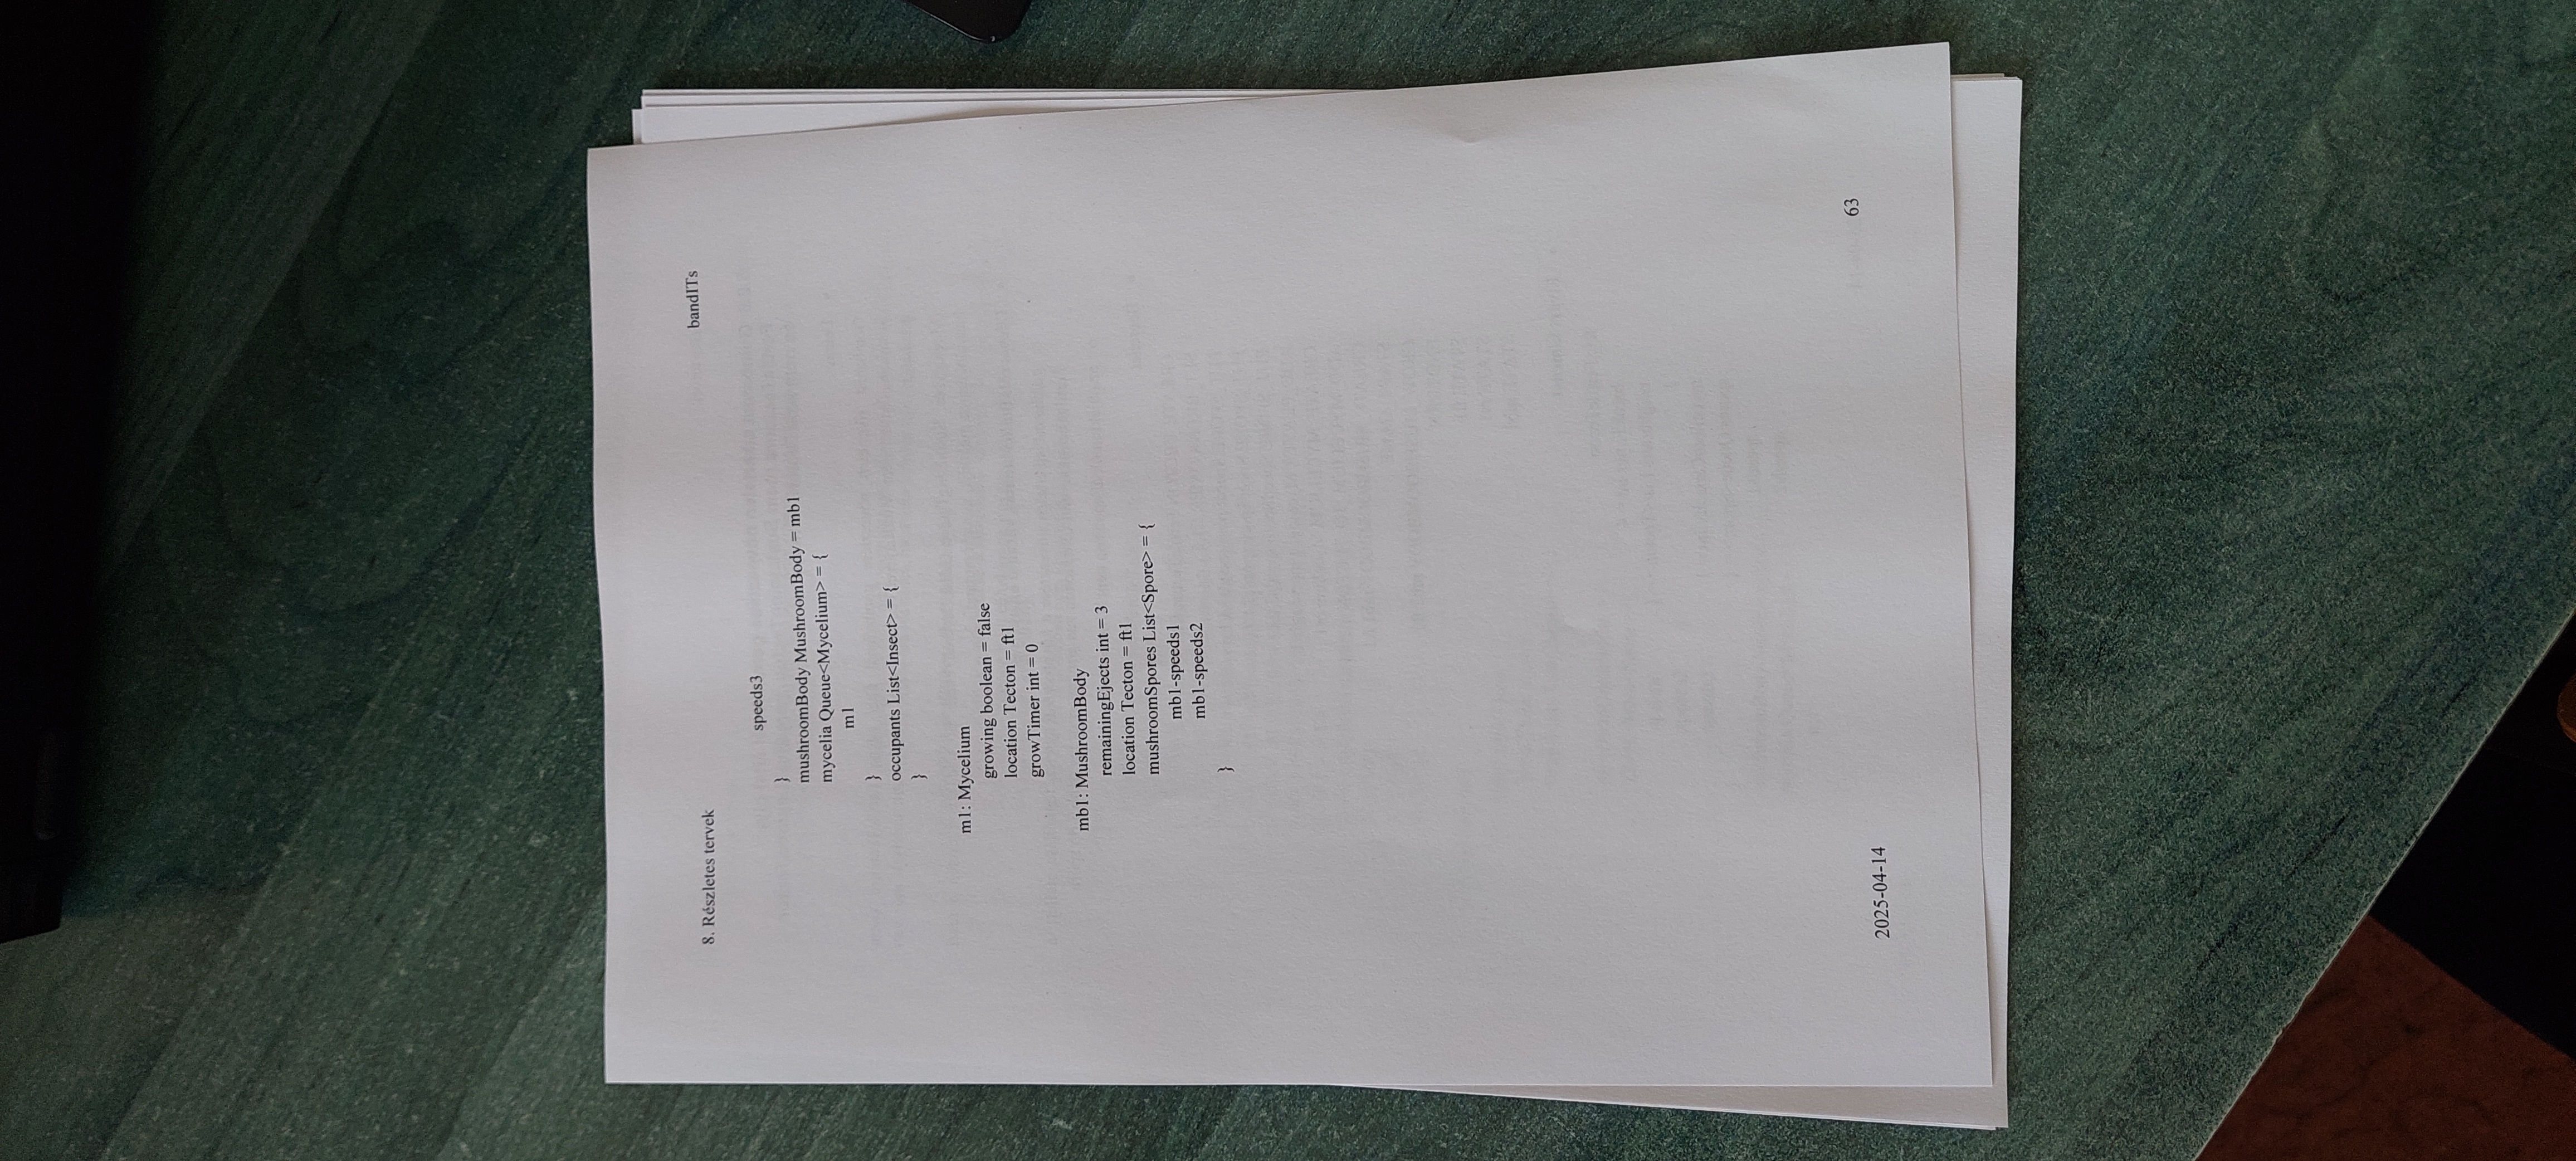 8. Részletes tervek
bandITs
speeds3
}
mushroomBody MushroomBody = mb1
mycelia Queue<Mycelium> = {
m1
}
occupants List<Insect> = {
}
m1: Mycelium
growing boolean = false
location Tecton = ft1
growTimer int = 0
mb1: MushroomBody
remainingEjects int = 3
location Tecton = ft1
mushroomSpores List<Spore> = {
mb1-speeds1
mb1-speeds2
}
2025-04-14
63